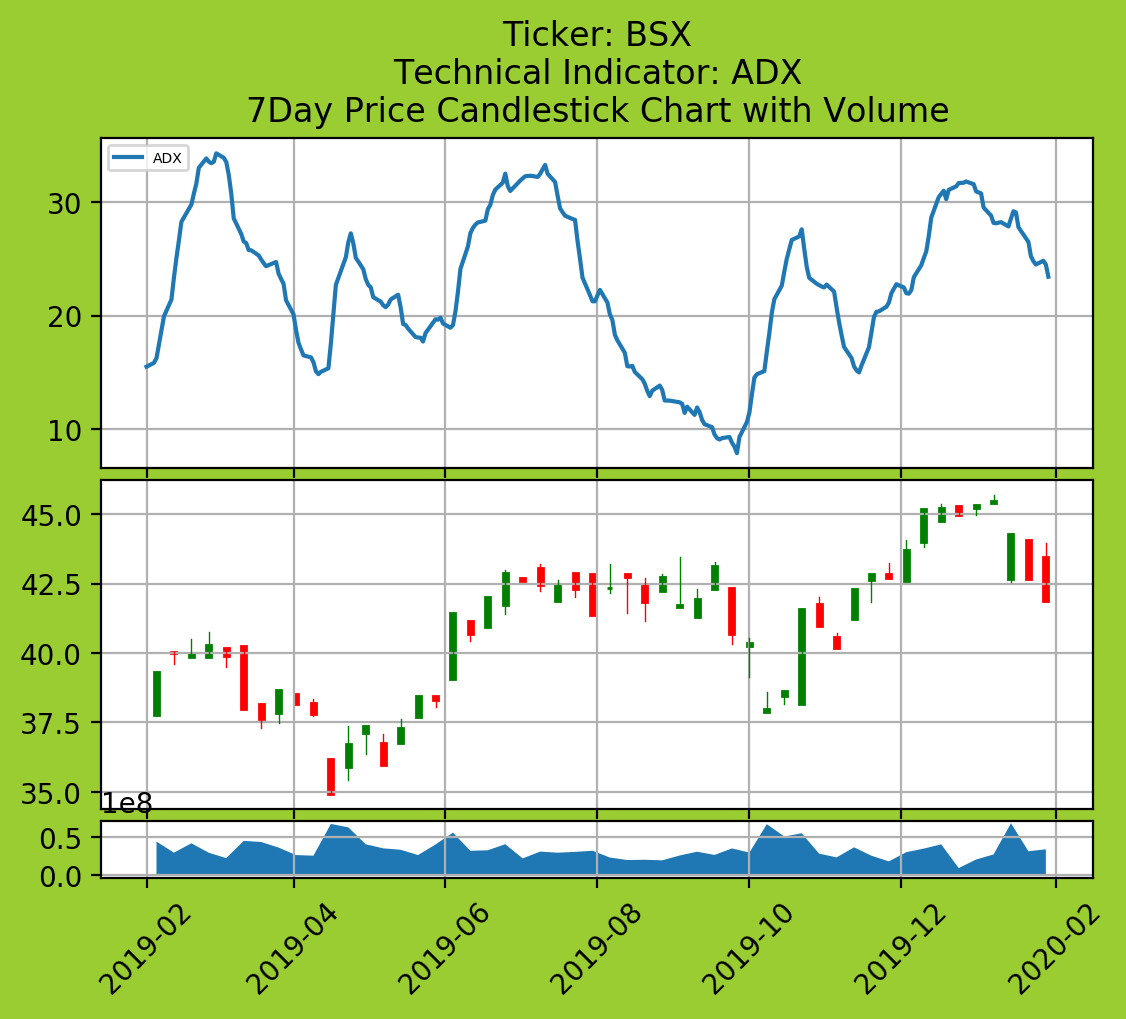 Ticker: BSX
Technical Indicator: ADX
7Day Price Candlestick Chart with Volume
ADX
30
20
10
45.0
42.5
40.0
37.5
35.0
1e8
0.5
0.0
2019-02 2019-04 2019-06 2019-08 2019-10 2019-12 2020-02